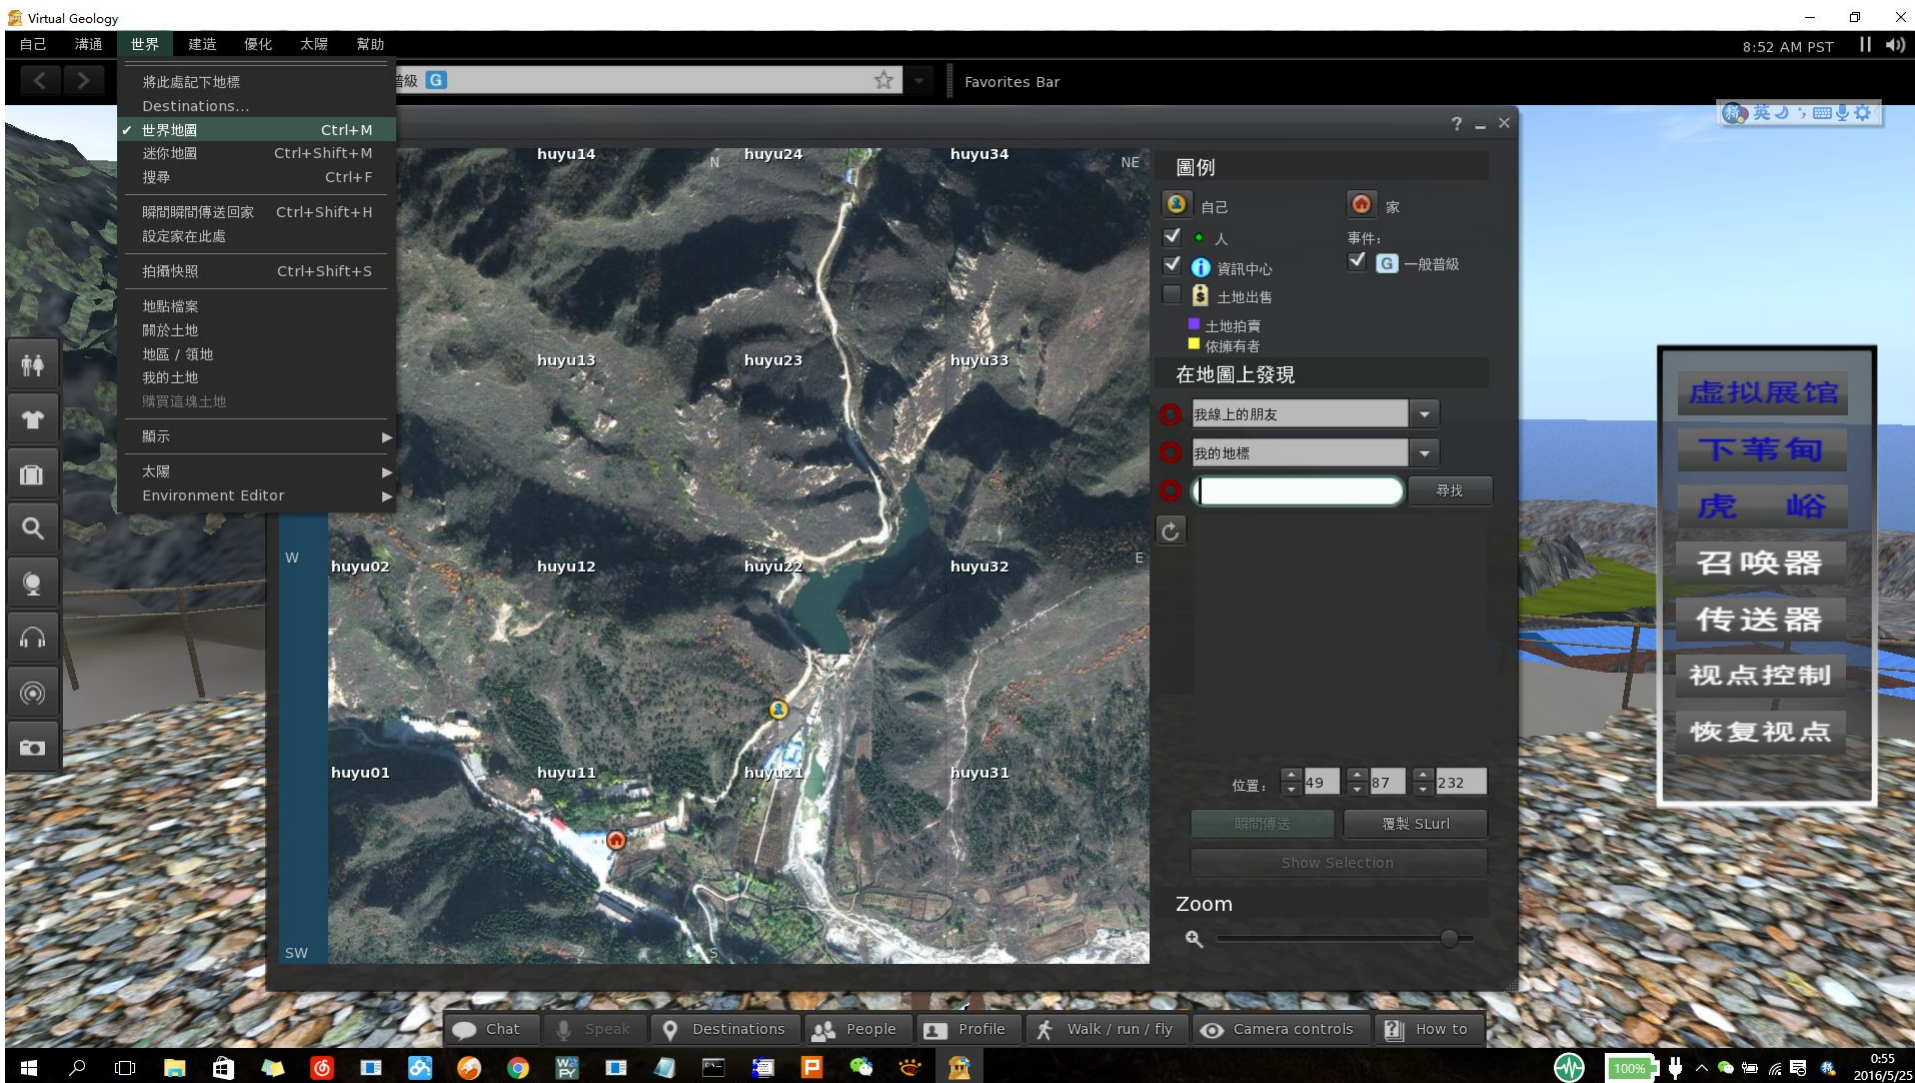 Virtual Geology
自己 溝通 世界 建造 優化 太陽 幫助
8:52 AM PST
普級 G
Favorites Bar
將此處記下地標
Destinations...
✔ 世界地圖 Ctrl+M
迷你地圖 Ctrl+Shift+M
搜尋 Ctrl+F
瞬間瞬間傳送回家 Ctrl+Shift+H
設定家在此處
拍攝快照 Ctrl+Shift+S
地點檔案
關於土地
地區 / 領地
我的土地
購買這塊土地
顯示
太陽
Environment Editor
huyu14 N huyu24 huyu34 NE
huyu13 huyu23 huyu33
W E
huyu02 huyu12 huyu22 huyu32
huyu01 huyu11 huyu21 huyu31
SW S SE
圖例
自己 家
人 事件:
資訊中心 G 一般普級
土地出售
土地拍賣
依擁有者
在地圖上發現
我線上的朋友
我的地標
尋找
位置: 49 87 232
瞬間傳送 覆製 SLurl
Show Selection
Zoom
英
虚拟展馆
下苇甸
虎 峪
召唤器
传送器
视点控制
恢复视点
Chat Speak Destinations People Profile Walk / run / fly Camera controls How to
100%
0:55
2016/5/25